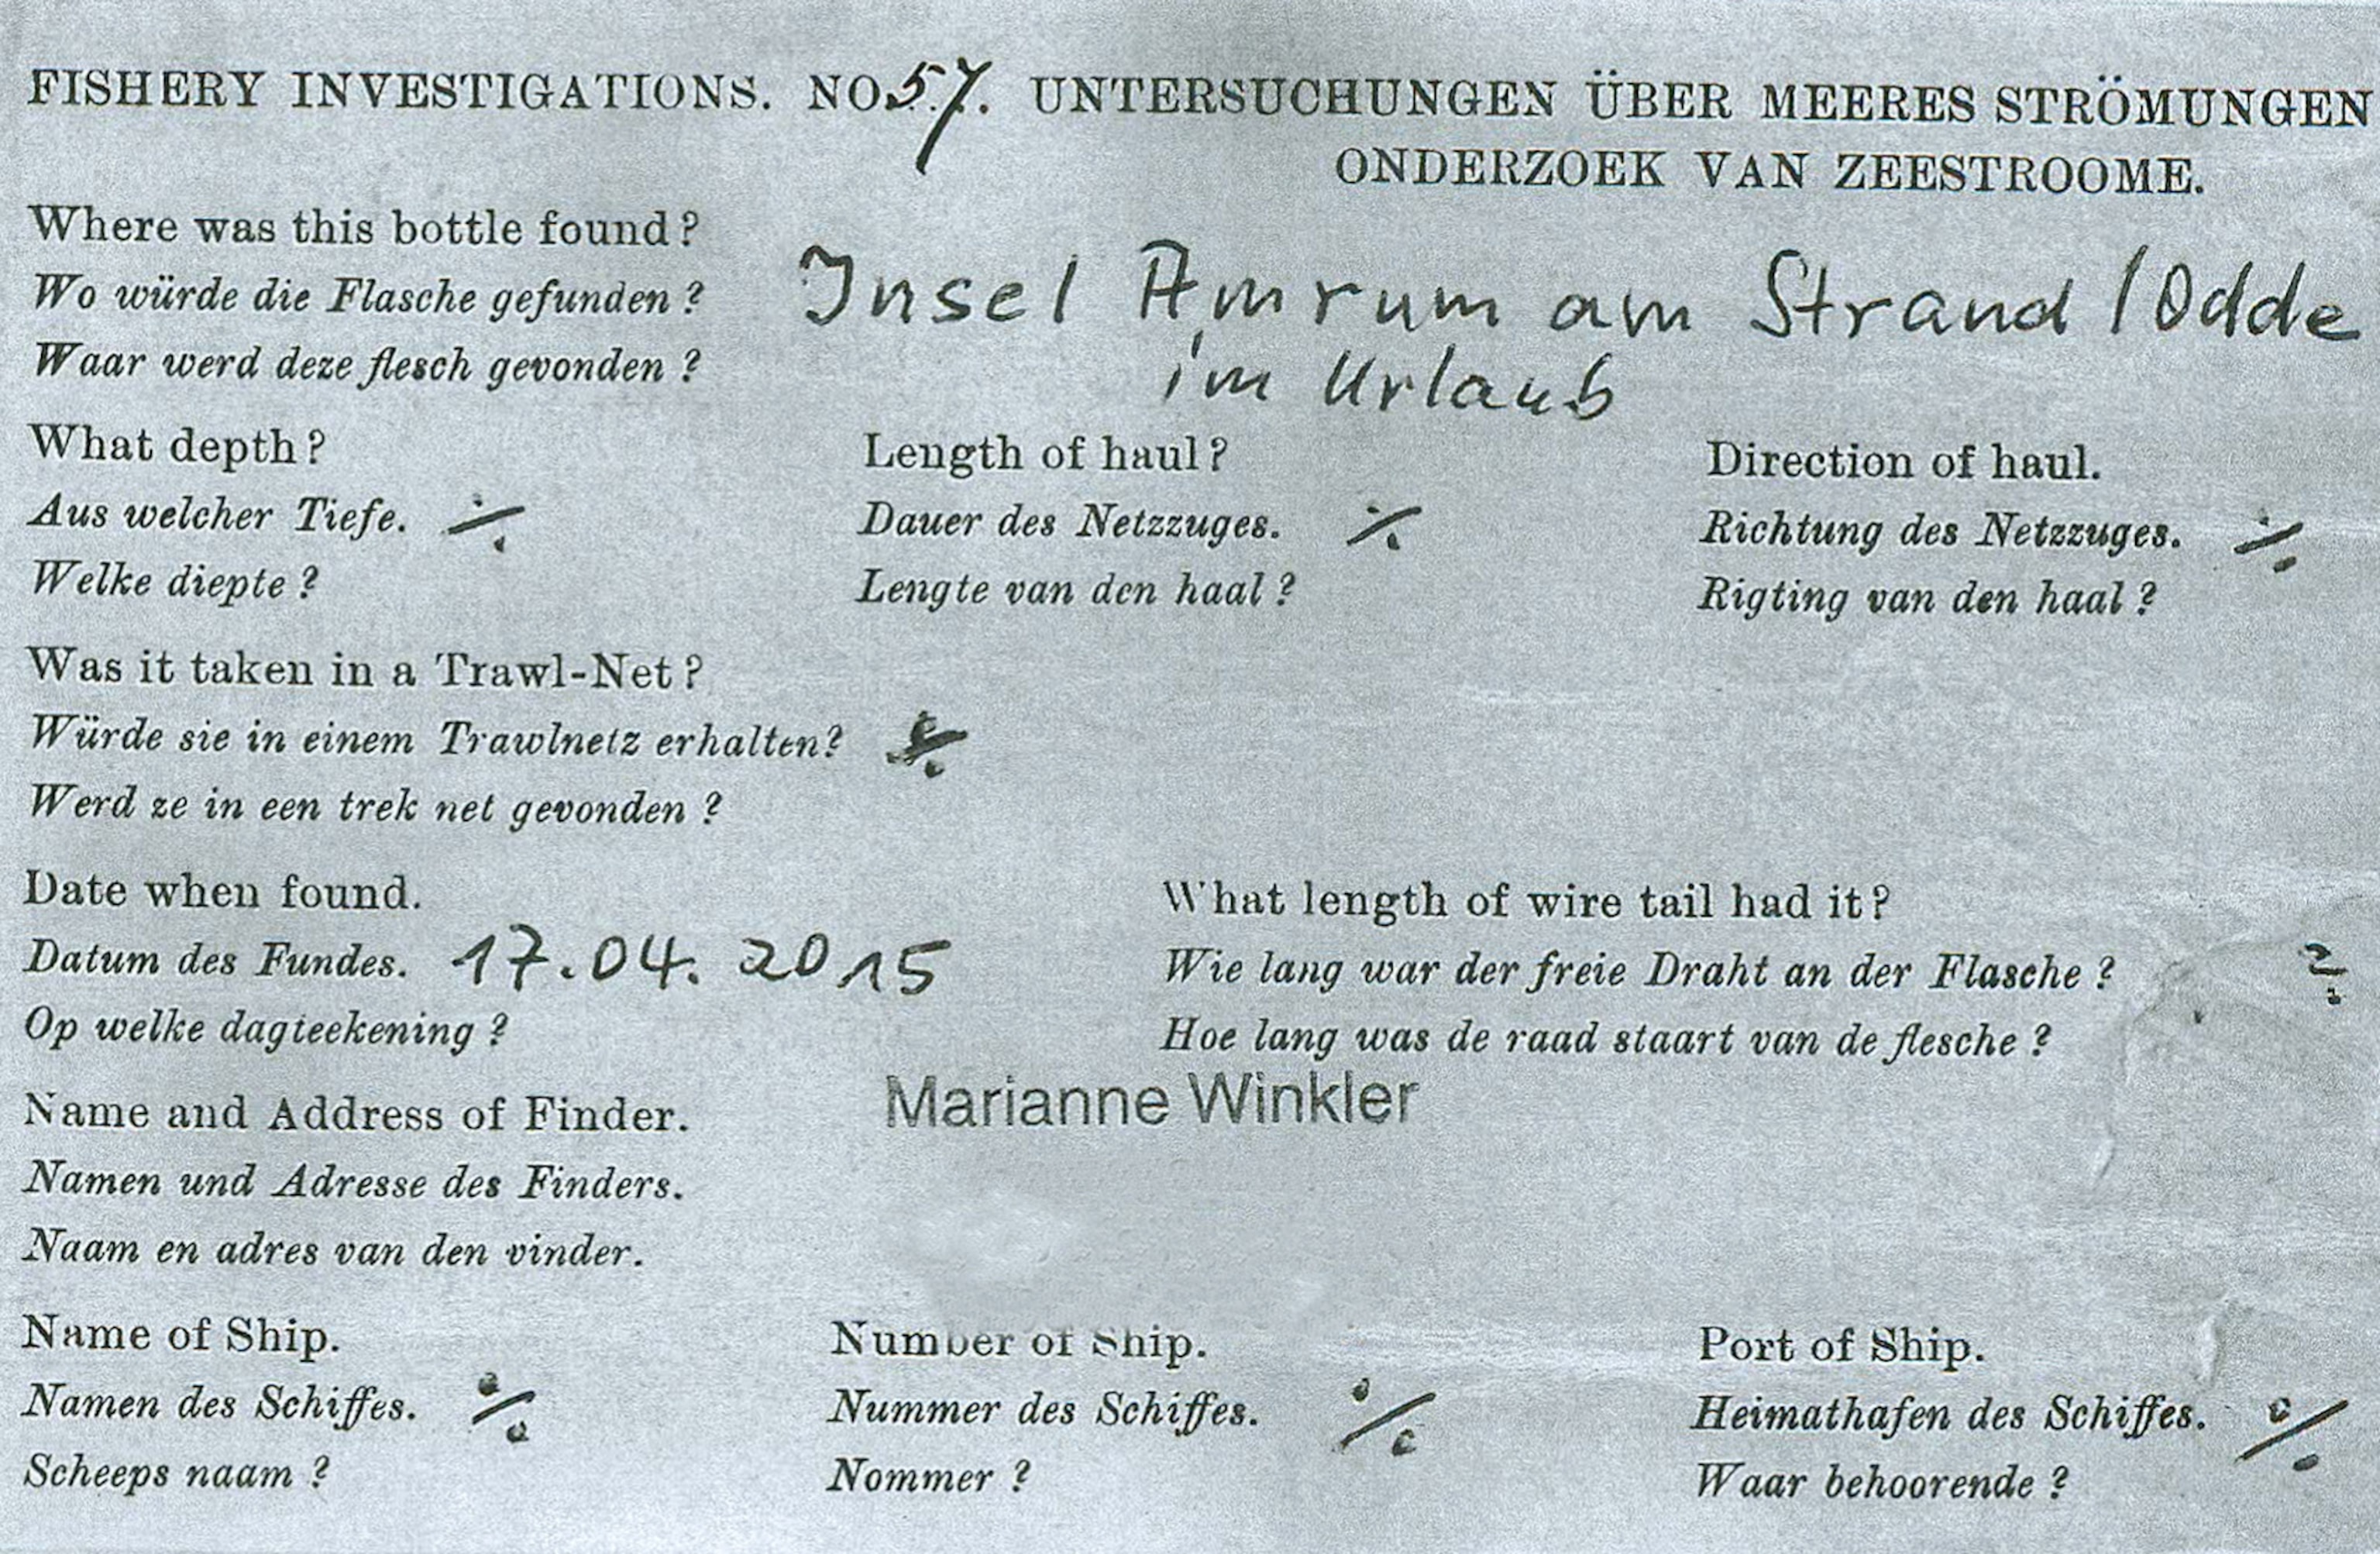 FISHERY INVESTIGATIONS. NO 57. UNTERSUCHUNGEN ÜBER MEERES STRÖMUNGEN
ONDERZOEK VAN ZEESTROOME.
Where was this bottle found?
Wo würde die Flasche gefunden?
Waar werd deze flesch gevonden?
Insel Amrum am Strand / Odde
im Urlaub
What depth?
Aus welcher Tiefe. ·/.
Welke diepte?
Length of haul?
Dauer des Netzzuges. ·/.
Lengte van den haal?
Direction of haul.
Richtung des Netzzuges. ·/.
Rigting van den haal?
Was it taken in a Trawl-Net?
Würde sie in einem Trawlnetz erhalten? ·/.
Werd ze in een trek net gevonden?
Date when found.
Datum des Fundes. 17.04.2015
Op welke dagteekening?
What length of wire tail had it?
Wie lang war der freie Draht an der Flasche? ?
Hoe lang was de raad staart van de flesche?
Name and Address of Finder.
Namen und Adresse des Finders.
Naam en adres van den vinder.
Marianne Winkler
Name of Ship.
Namen des Schiffes. ·/.
Scheeps naam?
Number of Ship.
Nummer des Schiffes. ·/.
Nommer?
Port of Ship.
Heimathafen des Schiffes. ·/.
Waar behoorende?